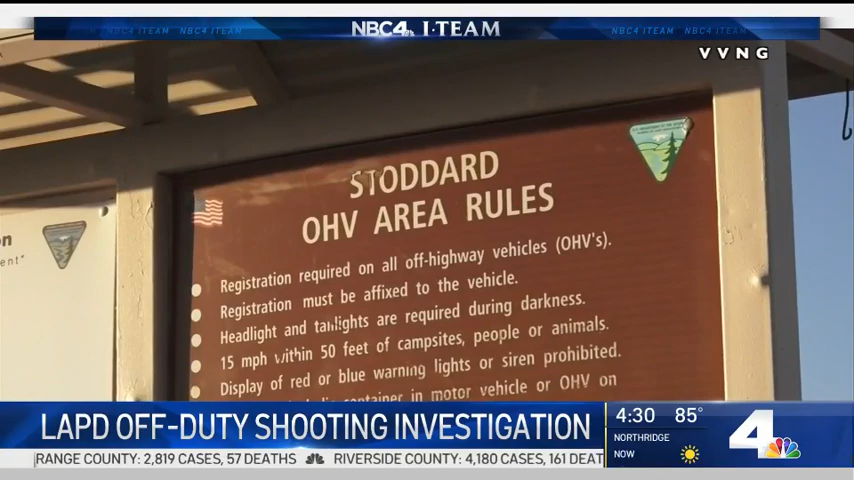 NBC4 I-TEAM
NBC4 I-TEAM
NBC4 I-TEAM
NBC4 I-TEAM
VVNG
STODDARD
OHV AREA RULES
Registration required on all off-highway vehicles (OHV's).
Registration must be affixed to the vehicle.
Headlight and taillights are required during darkness.
15 mph within 50 feet of campsites, people or animals.
Display of red or blue warning lights or siren prohibited.
container in motor vehicle or OHV on
LAPD OFF-DUTY SHOOTING INVESTIGATION
4:30 85°
NORTHRIDGE
NOW
4
RANGE COUNTY: 2,819 CASES, 57 DEATHS RIVERSIDE COUNTY: 4,180 CASES, 161 DEAT